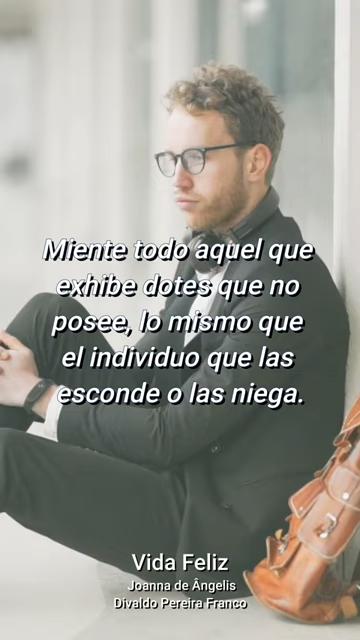 Miente todo aquel que
exhibe dotes que no
posee, lo mismo que
el individuo que las
esconde o las niega.
Vida Feliz
Joanna de Ângelis
Divaldo Pereira Franco